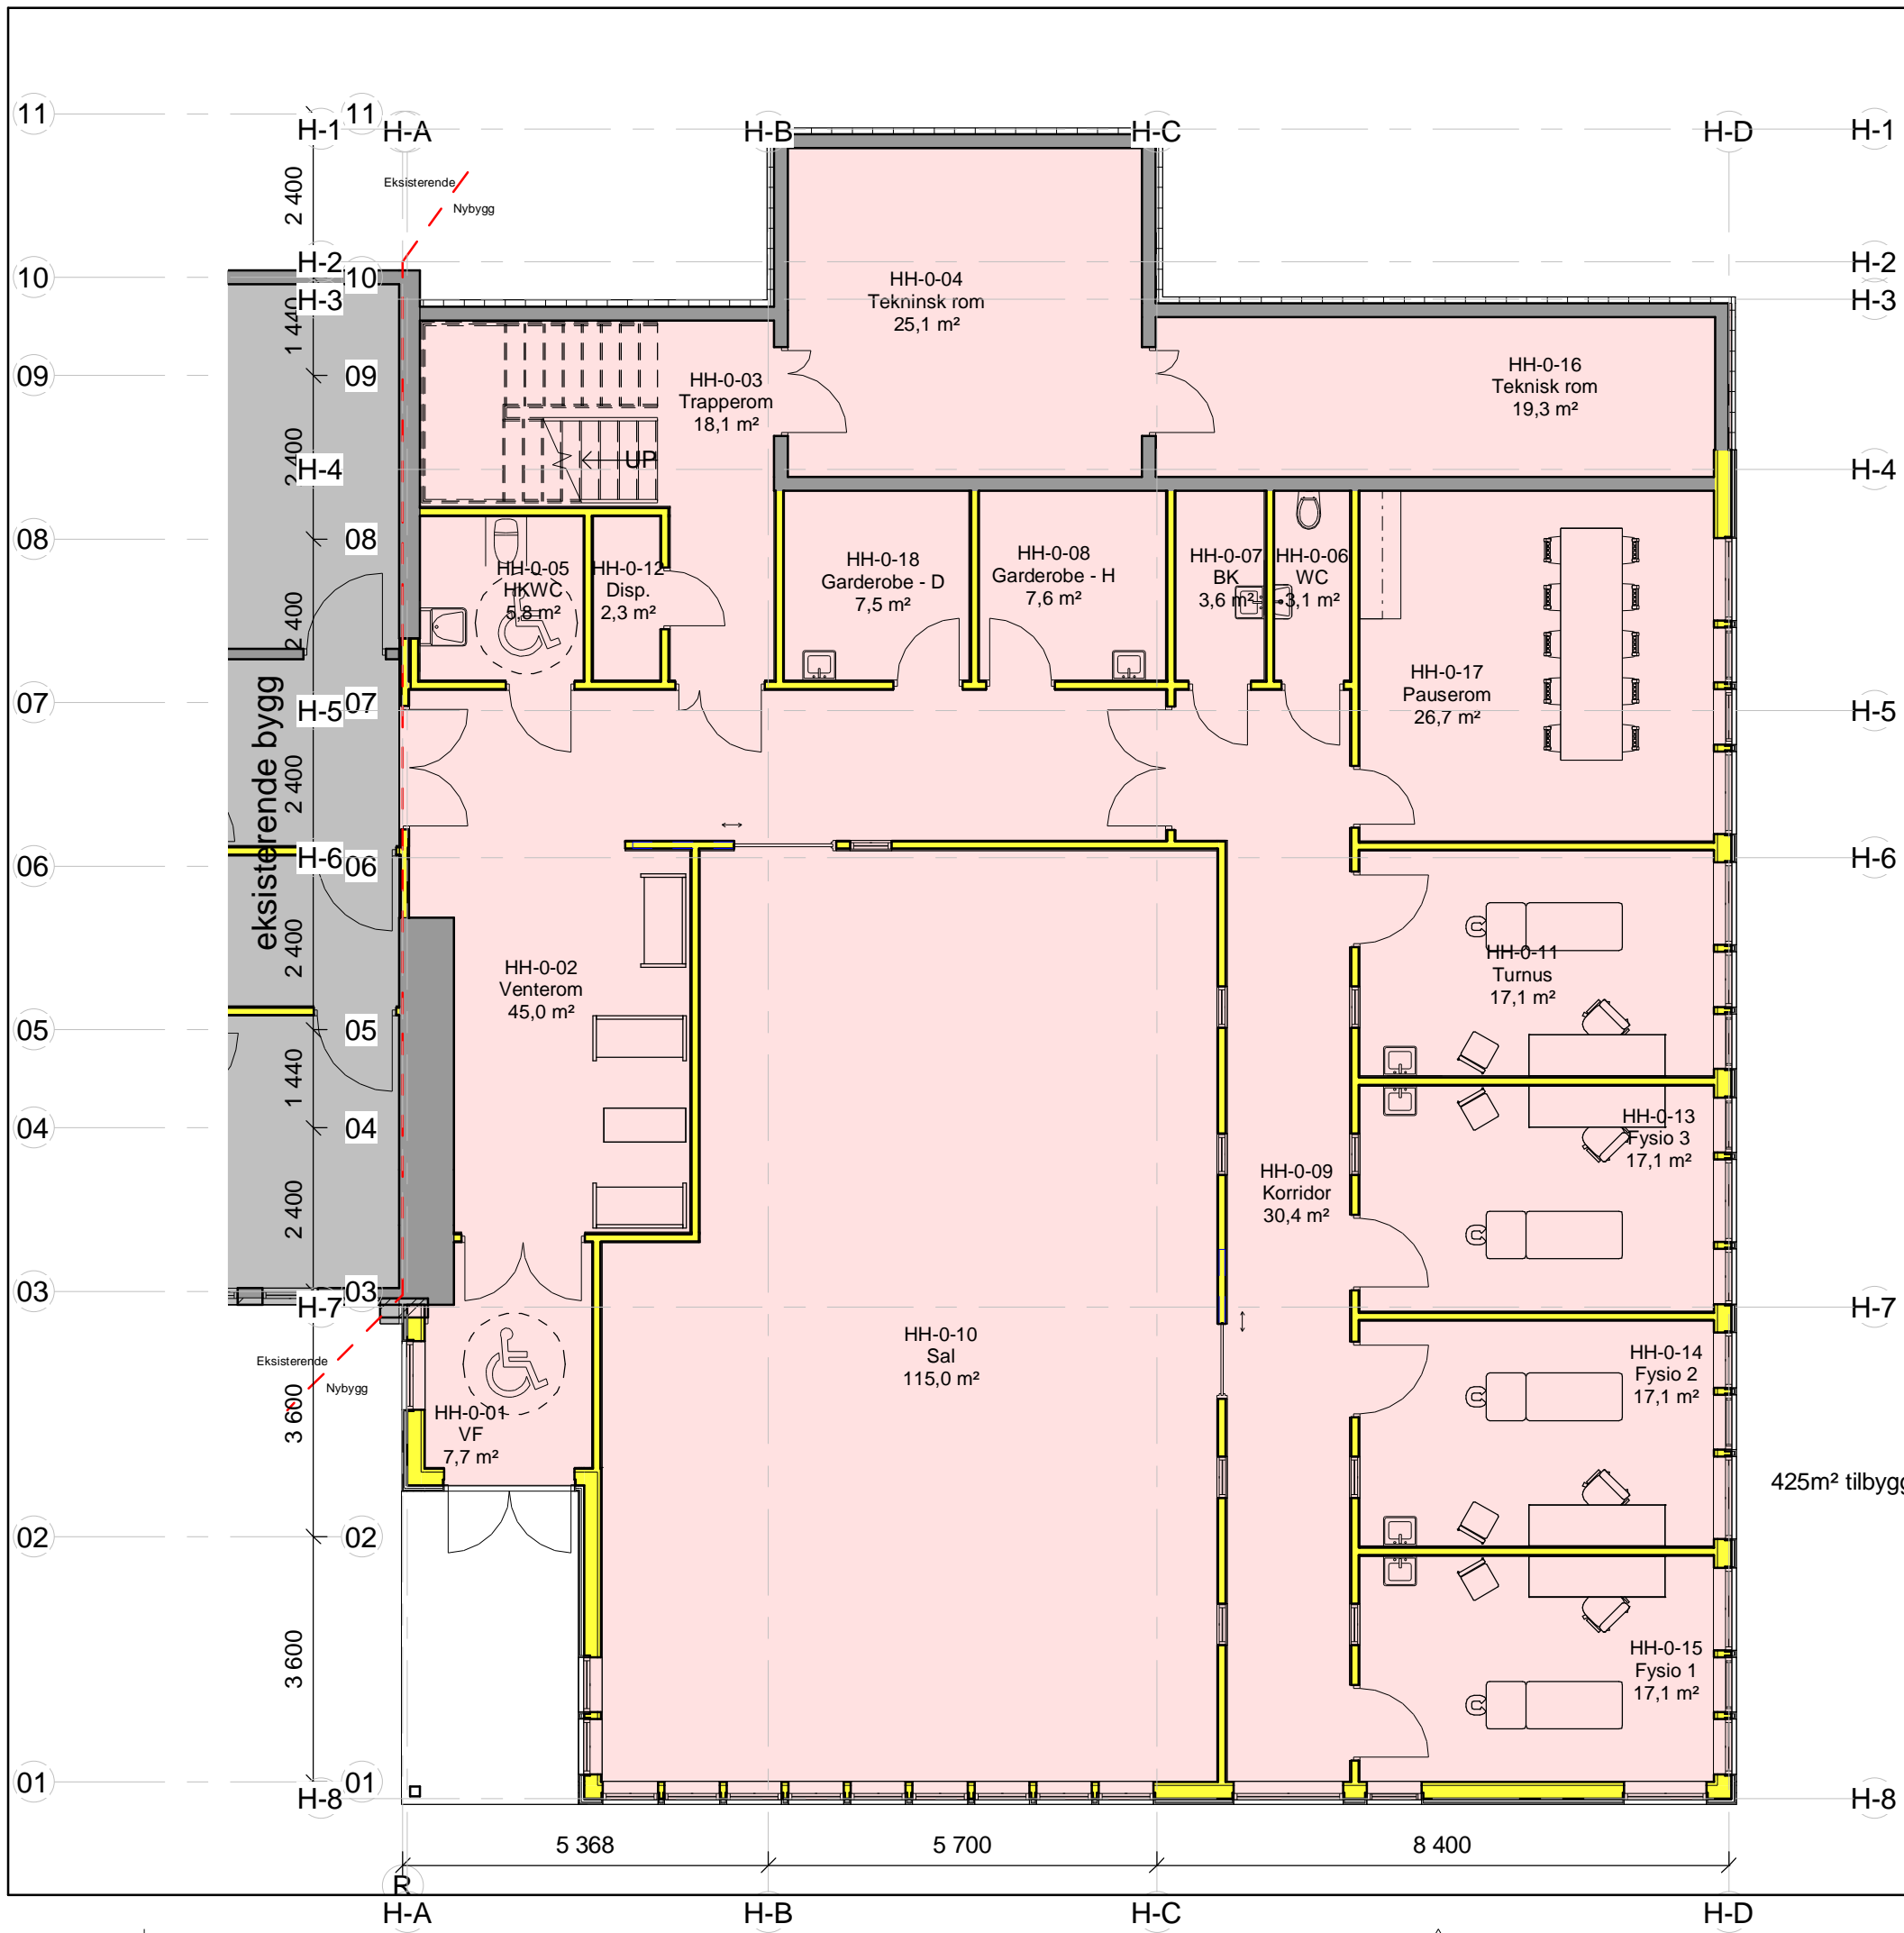 11
11
H-1
H-A
H-B
H-C
H-D
H-1
2 400
Eksisterende
Nybygg
H-2
H-2
10
10
H-3
H-3
1 440
HH-0-04
Tekninsk rom
25,1 m²
09
09
HH-0-03
Trapperom
18,1 m²
HH-0-16
Teknisk rom
19,3 m²
2 400
H-4
UP
H-4
08
08
HH-0-05
HKWC
5,8 m²
HH-0-12
Disp.
2,3 m²
HH-0-18
Garderobe - D
7,5 m²
HH-0-08
Garderobe - H
7,6 m²
HH-0-07
BK
3,6 m²
HH-0-06
WC
3,1 m²
2 400
eksisterende bygg
07
07
H-5
H-5
HH-0-17
Pauserom
26,7 m²
2 400
06
06
H-6
H-6
2 400
HH-0-02
Venterom
45,0 m²
HH-0-11
Turnus
17,1 m²
05
05
1 440
04
04
HH-0-13
Fysio 3
17,1 m²
2 400
HH-0-09
Korridor
30,4 m²
03
03
H-7
H-7
Eksisterende
Nybygg
3 600
HH-0-01
VF
7,7 m²
HH-0-10
Sal
115,0 m²
HH-0-14
Fysio 2
17,1 m²
425m² tilbygg
02
02
3 600
HH-0-15
Fysio 1
17,1 m²
01
01
H-8
H-8
5 368
5 700
8 400
R
H-A
H-B
H-C
H-D